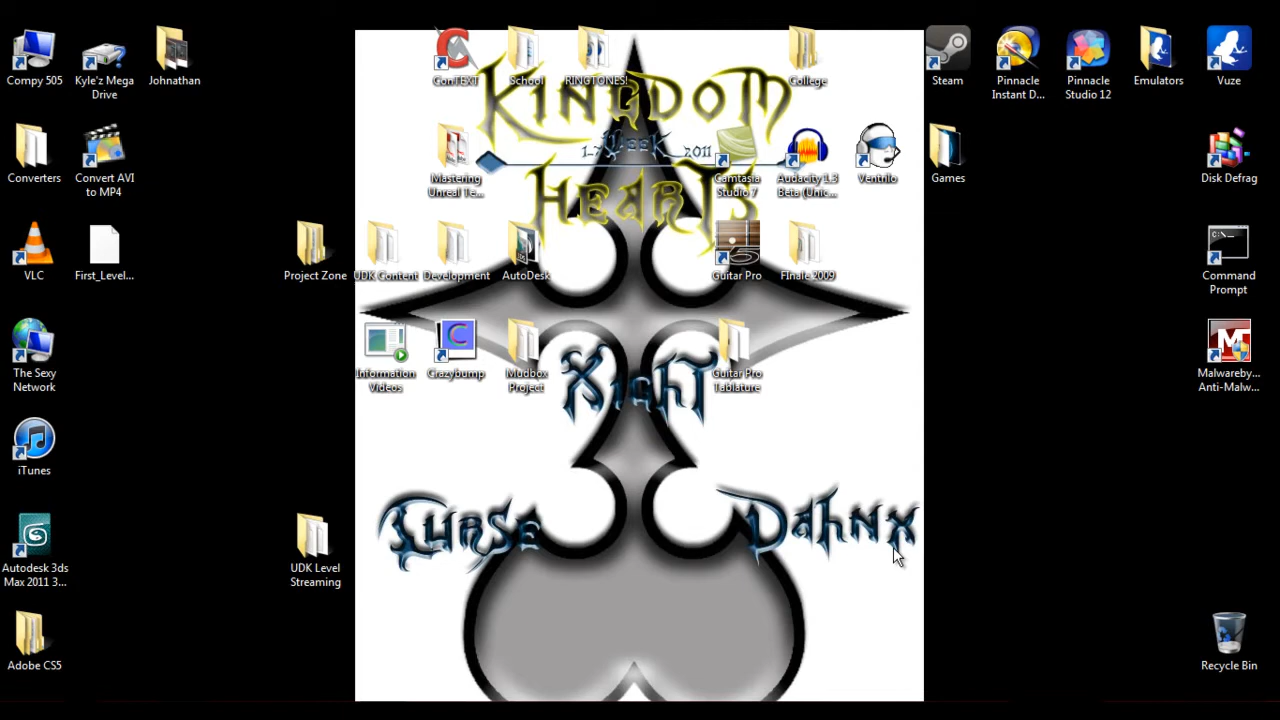 Compy 505
Kyle'z Mega
Drive
Johnathan
ConTEXT
School
RINGTONES!
College
Steam
Pinnacle
Instant D...
Pinnacle
Studio 12
Emulators
Vuze
KINGDOM
WEEK 2011
HEARTS
Converters
Convert AVI
to MP4
Mastering
Unreal Te...
Camtasia
Studio 7
Audacity 1.3
Beta (Unic...
Ventrilo
Games
Disk Defrag
VLC
First_Level...
Project Zone
UDK Content
Development
AutoDesk
Guitar Pro
FInale 2009
Command
Prompt
The Sexy
Network
Information
Videos
Crazybump
Mudbox
Project
XighT
Guitar Pro
Tablature
Malwareby...
Anti-Malw...
iTunes
Curse
Dahnx
Autodesk 3ds
Max 2011 3...
UDK Level
Streaming
Adobe CS5
Recycle Bin